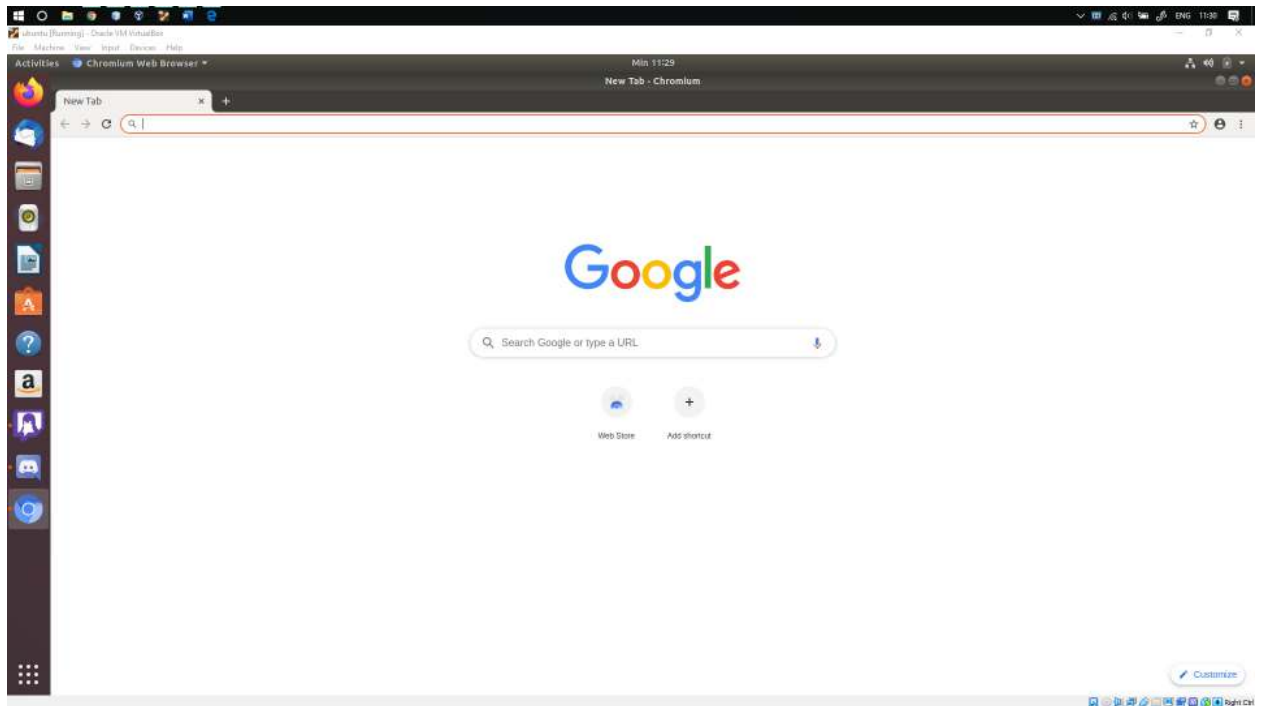 ENG 11:30
ubuntu [Running] - Oracle VM VirtualBox
File Machine View Input Devices Help
Activities Chromium Web Browser Min 11:29
New Tab - Chromium
New Tab
Google
Search Google or type a URL
Web Store Add shortcut
Customize
Right Ctrl